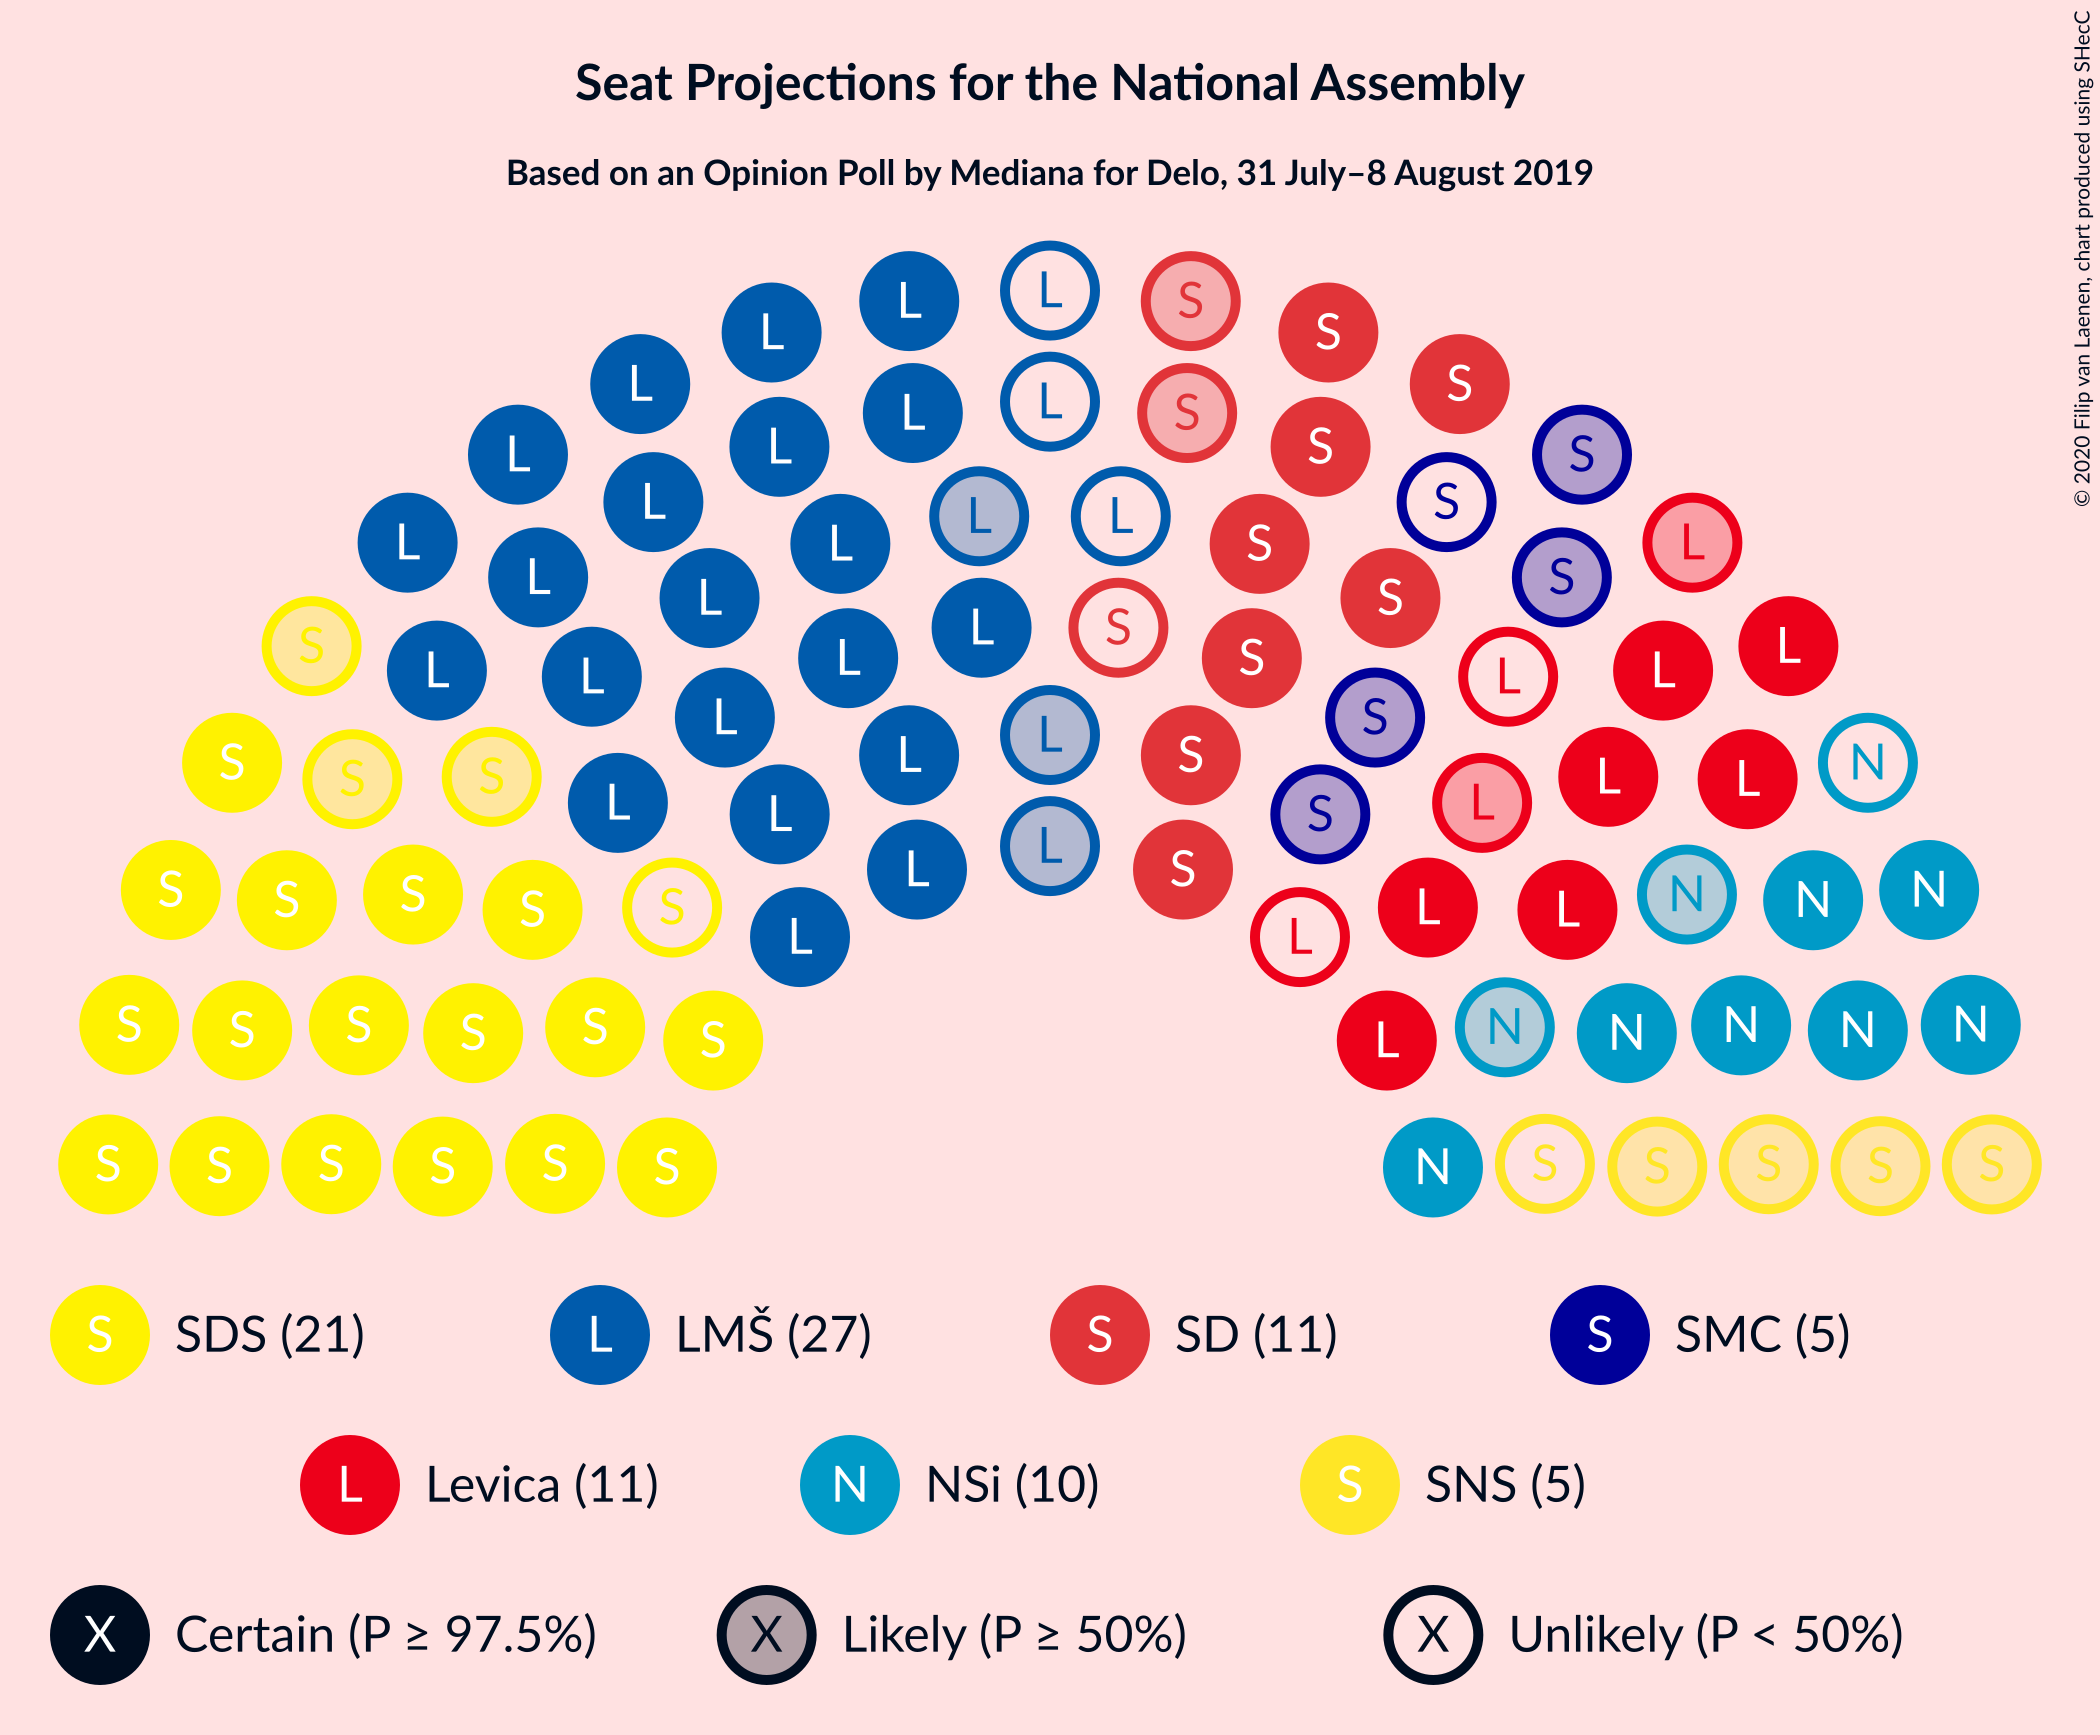 Seat Projections for the National Assembly
Based on an Opinion Poll by Mediana for Delo, 31 July–8 August 2019
© 2020 Filip van Laenen, chart produced using SHecC
L L S
L L S S
L L S S
L L L S S S
L L L S S
L L L S S L
L L S
L L L S S L L
L L L S L L
S L S S
S S S L L L S S L L L N
L L
S S S S S L L S L L L N N N
L L
S S S S S S L N N N N N
S S S S S S N S S S S S
S SDS (21) L LMŠ (27) S SD (11) S SMC (5)
L Levica (11) N NSi (10) S SNS (5)
X Certain (P ≥ 97.5%) X Likely (P ≥ 50%) X Unlikely (P < 50%)